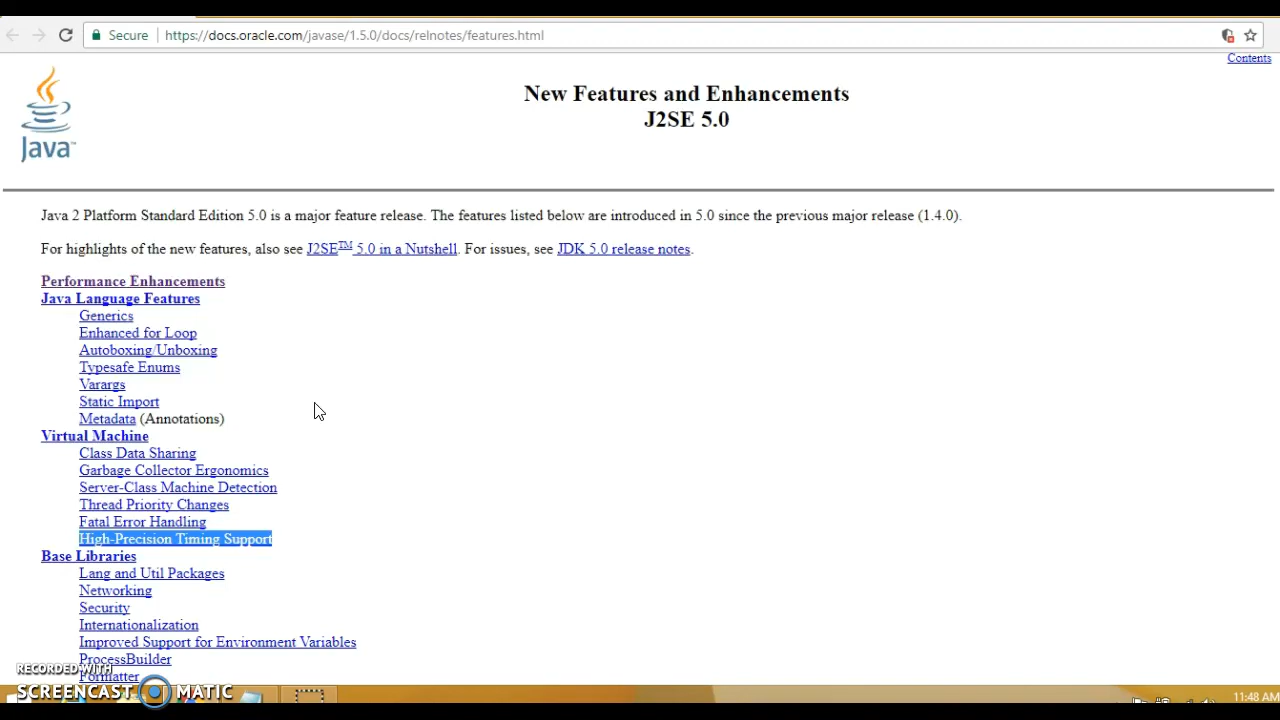 Secure https://docs.oracle.com/javase/1.5.0/docs/relnotes/features.html
Contents
Java™
New Features and Enhancements
J2SE 5.0
Java 2 Platform Standard Edition 5.0 is a major feature release. The features listed below are introduced in 5.0 since the previous major release (1.4.0).
For highlights of the new features, also see J2SE™ 5.0 in a Nutshell. For issues, see JDK 5.0 release notes.
Performance Enhancements
Java Language Features
Generics
Enhanced for Loop
Autoboxing/Unboxing
Typesafe Enums
Varargs
Static Import
Metadata (Annotations)
Virtual Machine
Class Data Sharing
Garbage Collector Ergonomics
Server-Class Machine Detection
Thread Priority Changes
Fatal Error Handling
High-Precision Timing Support
Base Libraries
Lang and Util Packages
Networking
Security
Internationalization
Improved Support for Environment Variables
ProcessBuilder
Formatter
RECORDED WITH
SCREENCAST MATIC
11:48 AM